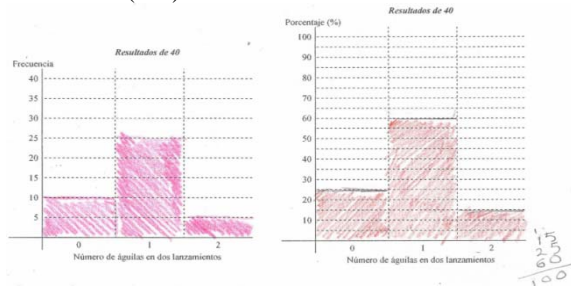 Resultados de 40
Frecuencia
40
35
30
25
20
15
10
5
0 1 2
Número de águilas en dos lanzamientos
Resultados de 40
Porcentaje (%)
100
90
80
70
60
50
40
30
20
10
0 1 2
Número de águilas en dos lanzamientos
15
25
60
100